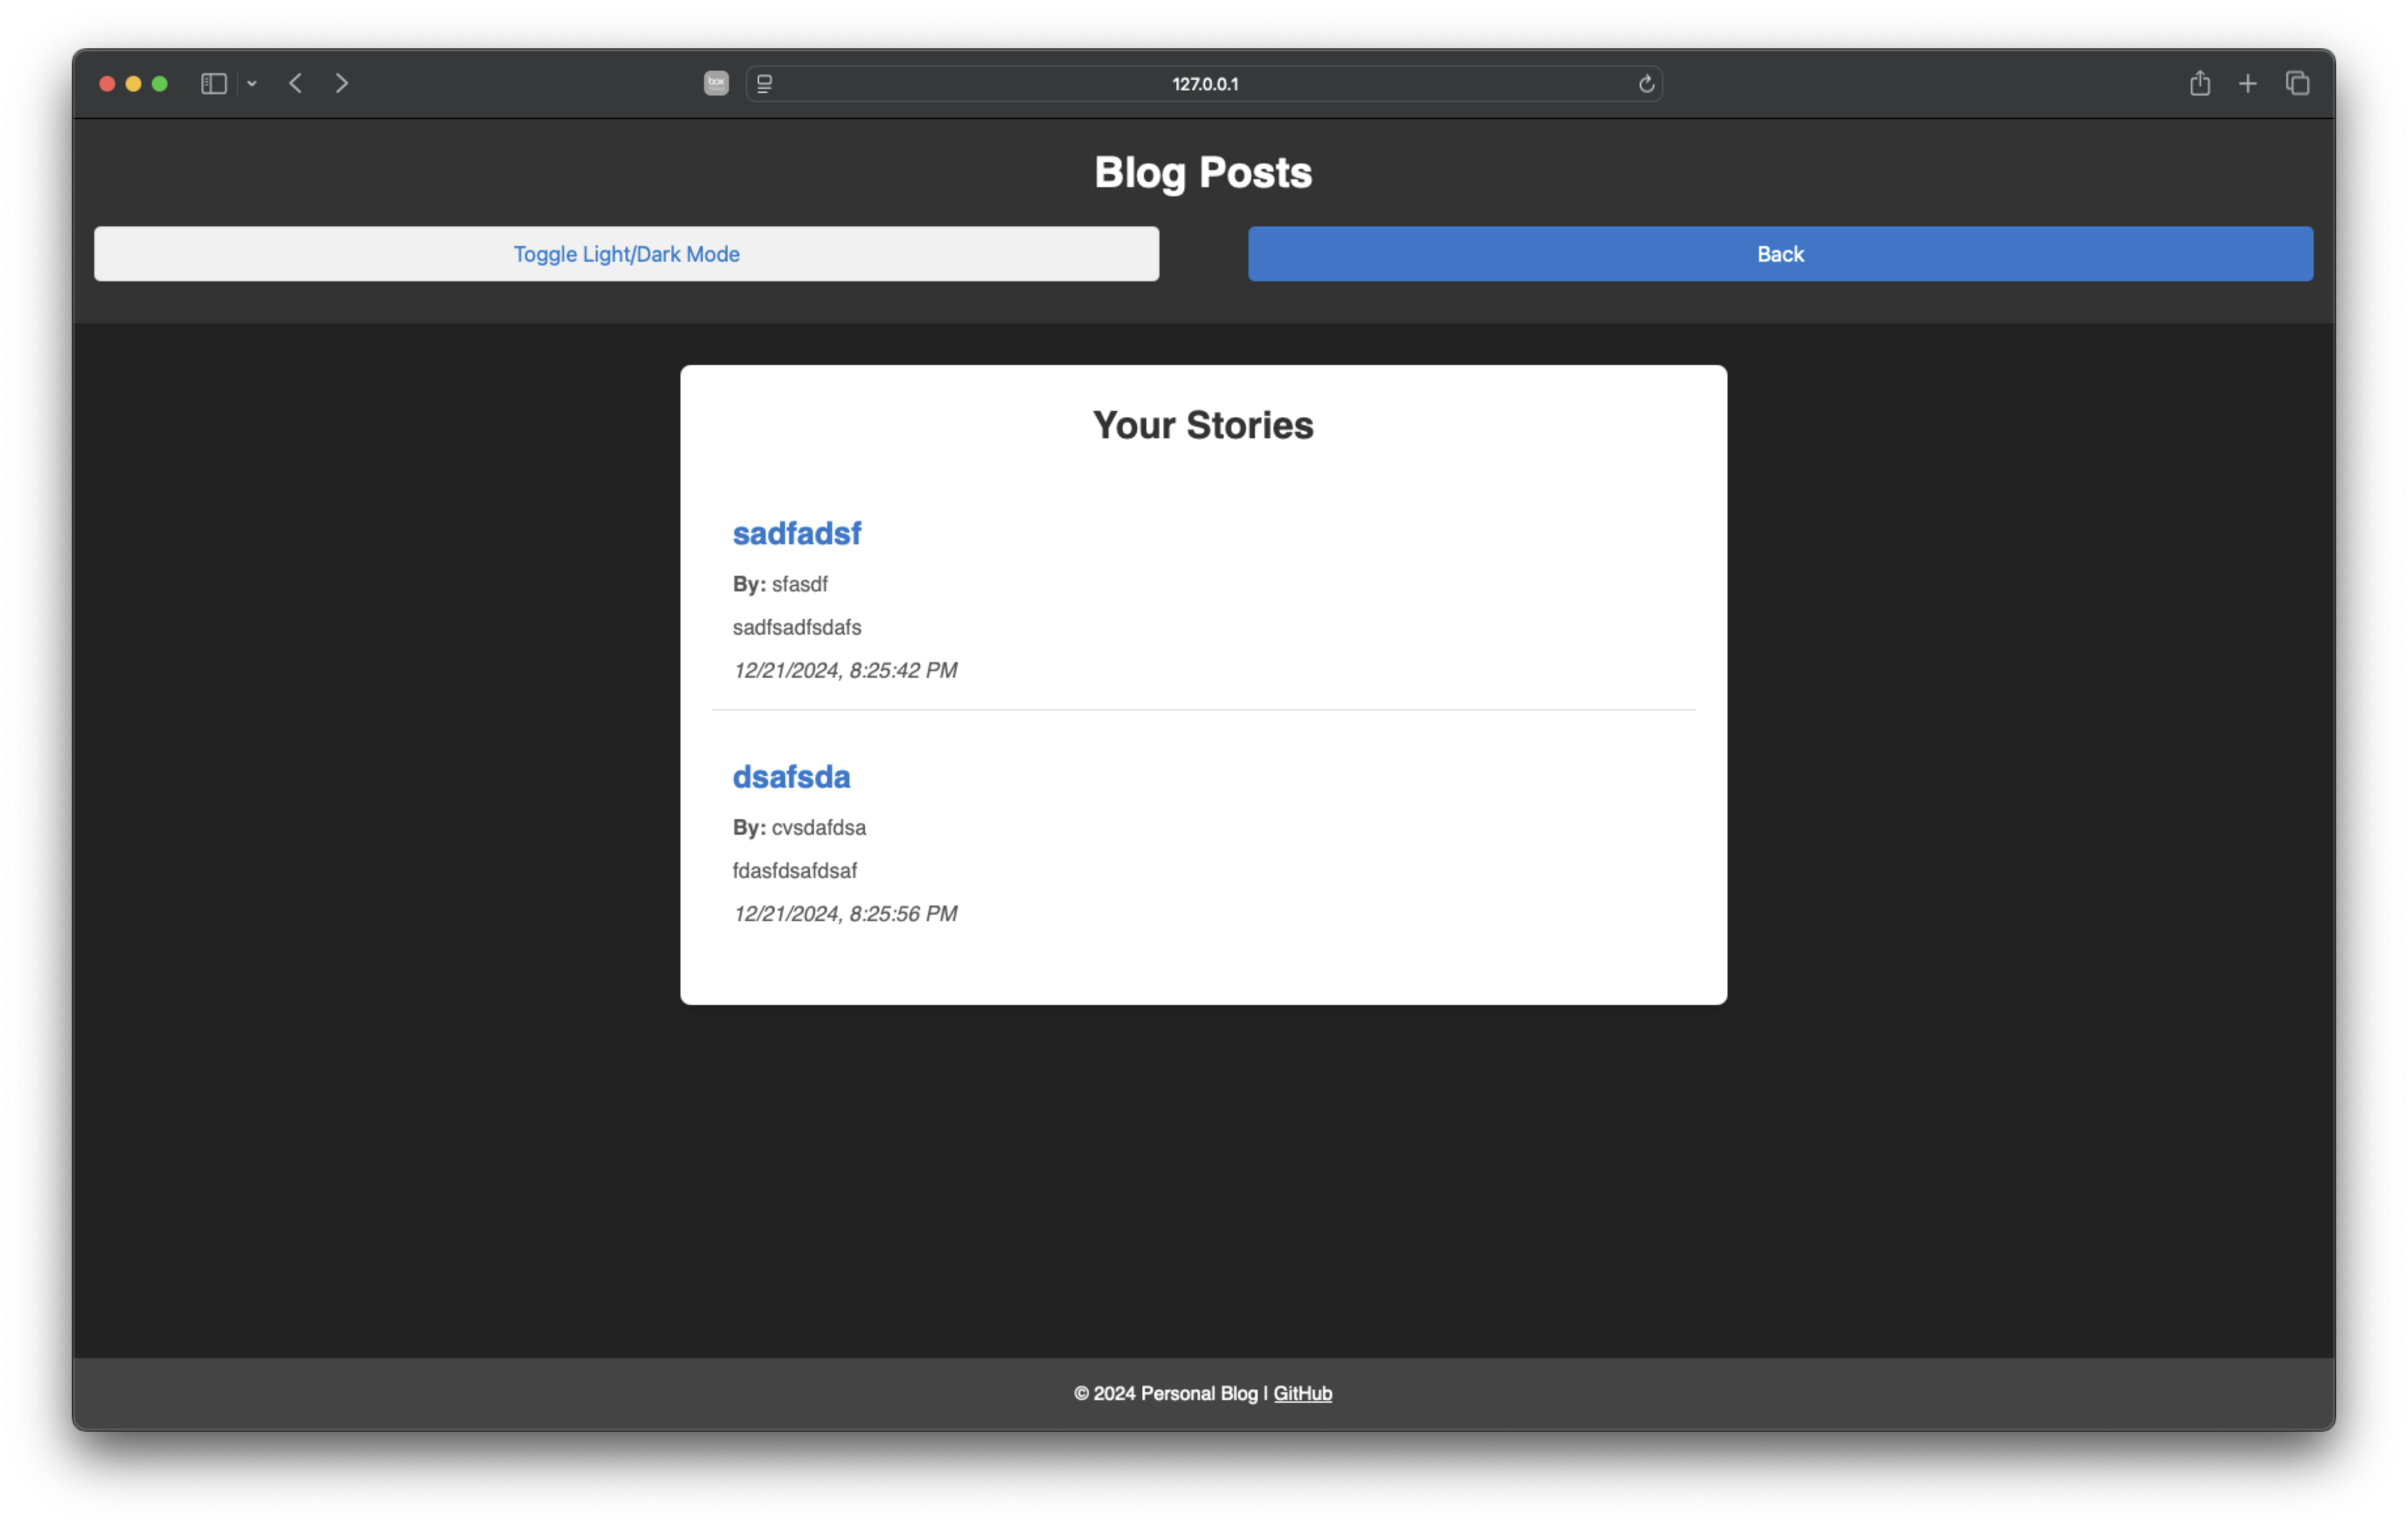 127.0.0.1
Blog Posts
Toggle Light/Dark Mode
Back
Your Stories
sadfadsf
By: sfasdf
sadfsadfsdafs
12/21/2024, 8:25:42 PM
dsafsda
By: cvsdafdsa
fdasfdsafdsaf
12/21/2024, 8:25:56 PM
© 2024 Personal Blog | GitHub